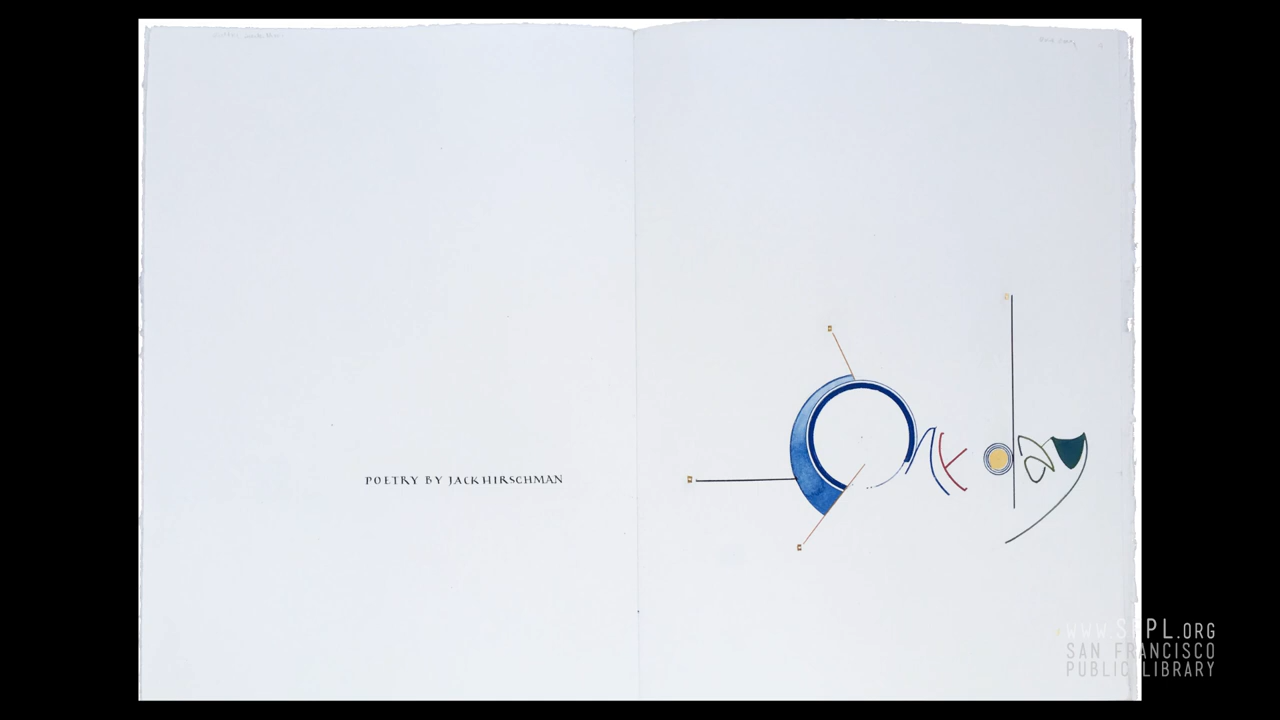 POETRY BY JACK HIRSCHMAN
One day
WWW.SFPL.ORG
SAN FRANCISCO
PUBLIC LIBRARY